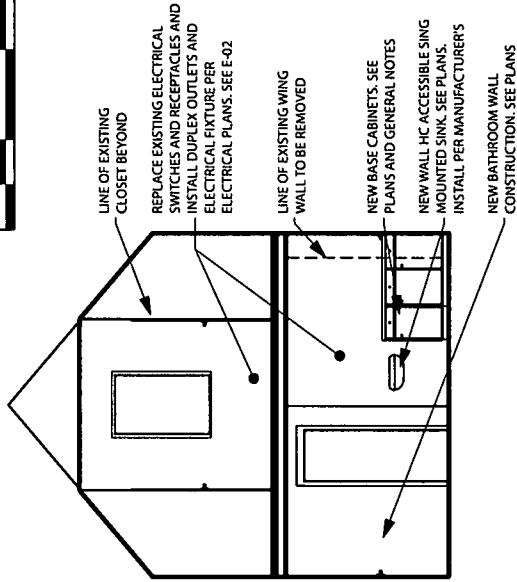 LINE OF EXISTING
CLOSET BEYOND
REPLACE EXISTING ELECTRICAL
SWITCHES AND RECEPTACLES AND
INSTALL DUPLEX OUTLETS AND
ELECTRICAL FIXTURE PER
ELECTRICAL PLANS. SEE E-02
LINE OF EXISTING WING
WALL TO BE REMOVED
NEW BASE CABINETS. SEE
PLANS AND GENERAL NOTES
NEW WALL HC ACCESSIBLE SING
MOUNTED SINK. SEE PLANS.
INSTALL PER MANUFACTURER'S
NEW BATHROOM WALL
CONSTRUCTION. SEE PLANS